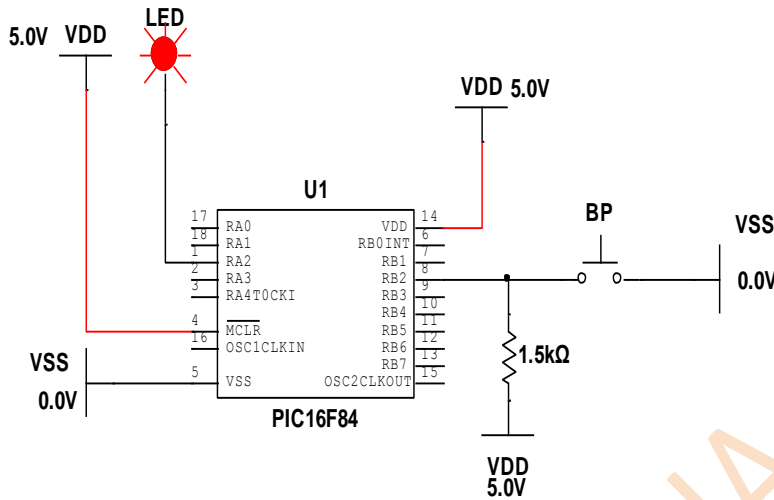 LED
5.0V VDD
VDD 5.0V
U1
17 RA0
18 RA1
1 RA2
2 RA3
3 RA4T0CKI
4 MCLR
16 OSC1CLKIN
5 VSS
VDD 14
RB0INT 6
RB1 7
RB2 8
RB3 9
RB4 10
RB5 11
RB6 12
RB7 13
OSC2CLKOUT 15
PIC16F84
BP
VSS
0.0V
VSS
0.0V
1.5kΩ
VDD
5.0V